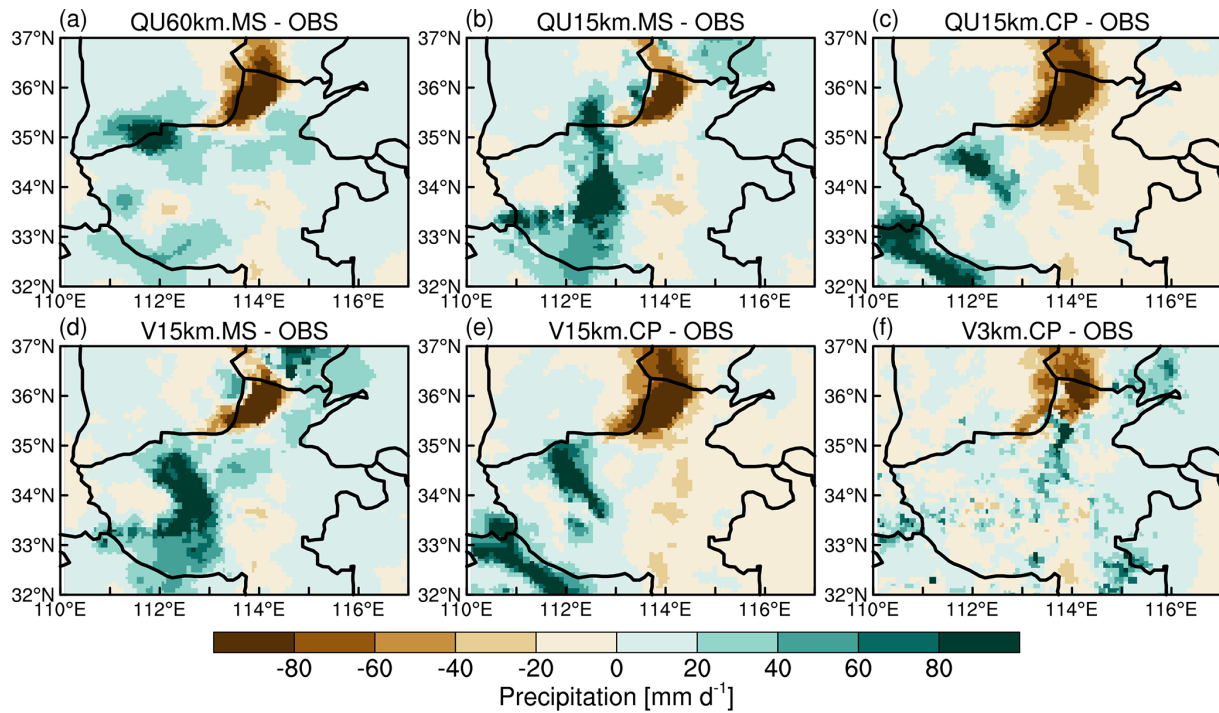 (a) QU60km.MS - OBS
(b) QU15km.MS - OBS
(c) QU15km.CP - OBS
37°N 37°N 37°N
36°N 36°N 36°N
35°N 35°N 35°N
34°N 34°N 34°N
33°N 33°N 33°N
32°N 32°N 32°N
110°E 112°E 114°E 116°E 110°E 112°E 114°E 116°E 110°E 112°E 114°E 116°E
(d) V15km.MS - OBS
(e) V15km.CP - OBS
(f) V3km.CP - OBS
37°N 37°N 37°N
36°N 36°N 36°N
35°N 35°N 35°N
34°N 34°N 34°N
33°N 33°N 33°N
32°N 32°N 32°N
110°E 112°E 114°E 116°E 110°E 112°E 114°E 116°E 110°E 112°E 114°E 116°E
-80 -60 -40 -20 0 20 40 60 80
Precipitation [mm d⁻¹]